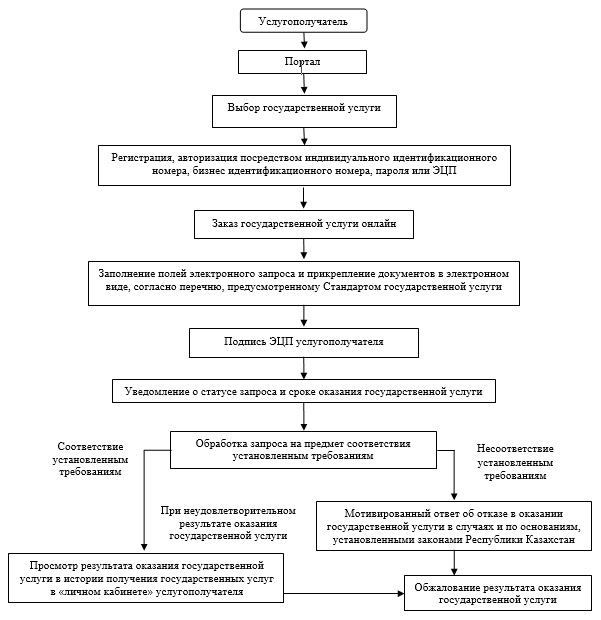 Услугополучатель
Портал
Выбор государственной услуги
Регистрация, авторизация посредством индивидуального идентификационного
номера, бизнес идентификационного номера, пароля или ЭЦП
Заказ государственной услуги онлайн
Заполнение полей электронного запроса и прикрепление документов в электронном
виде, согласно перечню, предусмотренному Стандартом государственной услуги
Подпись ЭЦП услугополучателя
Уведомление о статусе запроса и сроке оказания государственной услуги
Обработка запроса на предмет соответствия
установленным требованиям
Соответствие
установленным
требованиям
Несоответствие
установленным
требованиям
При неудовлетворительном
результате оказания
государственной услуги
Мотивированный ответ об отказе в оказании
государственной услуги в случаях и по основаниям,
установленными законами Республики Казахстан
Просмотр результата оказания государственной
услуги в истории получения государственных услуг
в «личном кабинете» услугополучателя
Обжалование результата оказания
государственной услуги